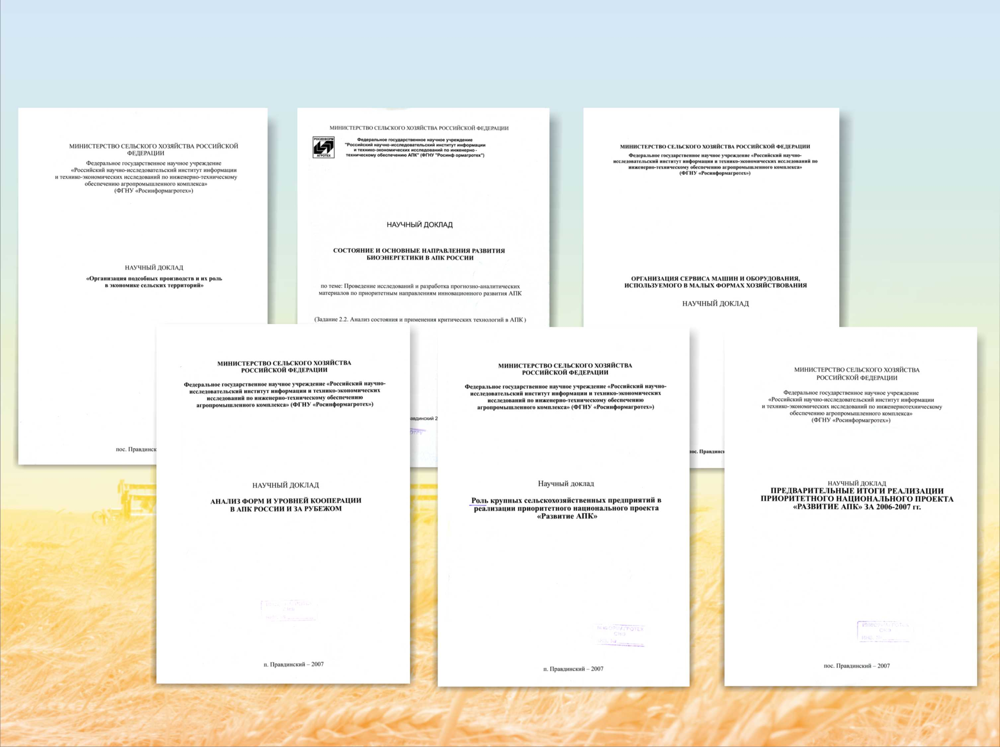 МИНИСТЕРСТВО СЕЛЬСКОГО ХОЗЯЙСТВА РОССИЙСКОЙ
ФЕДЕРАЦИИ
Федеральное государственное научное учреждение
«Российский научно-исследовательский институт информации
и технико-экономических исследований по инженерно-техническому
обеспечению агропромышленного комплекса»
(ФГНУ «Росинформагротех»)
НАУЧНЫЙ ДОКЛАД
«Организация подсобных производств и их роль
в экономике сельских территорий»
пос. Правдинск
МИНИСТЕРСТВО СЕЛЬСКОГО ХОЗЯЙСТВА РОССИЙСКОЙ ФЕДЕРАЦИИ
РОСИНФОРМ
АГРОТЕХ
Федеральное государственное научное учреждение
"Российский научно-исследовательский институт информации
и технико-экономических исследований по инженерно -
техническому обеспечению АПК" (ФГНУ "Росинф ормагротех")
НАУЧНЫЙ ДОКЛАД
СОСТОЯНИЕ И ОСНОВНЫЕ НАПРАВЛЕНИЯ РАЗВИТИЯ
БИОЭНЕРГЕТИКИ В АПК РОССИИ
по теме: Проведение исследований и разработка прогнозно-аналитических
материалов по приоритетным направлениям инновационного развития АПК
(Задание 2.2. Анализ состояния и применения критических технологий в АПК )
авдинский 2
МИНИСТЕРСТВО СЕЛЬСКОГО ХОЗЯЙСТВА РОССИЙСКОЙ ФЕДЕРАЦИИ
Федеральное государственное научное учреждение «Российский научно-
исследовательский институт информации и технико-экономических исследований по
инженерно-техническому обеспечению агропромышленного комплекса»
(ФГНУ «Росинформагротех»)
ОРГАНИЗАЦИЯ СЕРВИСА МАШИН И ОБОРУДОВАНИЯ,
ИСПОЛЬЗУЕМОГО В МАЛЫХ ФОРМАХ ХОЗЯЙСТВОВАНИЯ
НАУЧНЫЙ ДОКЛАД
пос. Правдинск
МИНИСТЕРСТВО СЕЛЬСКОГО ХОЗЯЙСТВА
РОССИЙСКОЙ ФЕДЕРАЦИИ
Федеральное государственное научное учреждение «Российский научно-
исследовательский институт информации и технико-экономических
исследований по инженерно-техническому обеспечению
агропромышленного комплекса» (ФГНУ «Росинформагротех»)
НАУЧНЫЙ ДОКЛАД
АНАЛИЗ ФОРМ И УРОВНЕЙ КООПЕРАЦИИ
В АПК РОССИИ И ЗА РУБЕЖОМ
п. Правдинский – 2007
МИНИСТЕРСТВО СЕЛЬСКОГО ХОЗЯЙСТВА
РОССИЙСКОЙ ФЕДЕРАЦИИ
Федеральное государственное научное учреждение «Российский научно-
исследовательский институт информации и технико-экономических
исследований по инженерно-техническому обеспечению
агропромышленного комплекса» (ФГНУ «Росинформагротех»)
Научный доклад
Роль крупных сельскохозяйственных предприятий в
реализации приоритетного национального проекта
«Развитие АПК»
ИНФОРМАГРОТЕХ
п. Правдинский – 2007
МИНИСТЕРСТВО СЕЛЬСКОГО ХОЗЯЙСТВА
РОССИЙСКОЙ ФЕДЕРАЦИИ
Федеральное государственное научное учреждение
«Российский научно-исследовательский институт информации
и технико-экономических исследований по инженернотехническому
обеспечению агропромышленного комплекса»
(ФГНУ «Росинформагротех»)
НАУЧНЫЙ ДОКЛАД
ПРЕДВАРИТЕЛЬНЫЕ ИТОГИ РЕАЛИЗАЦИИ
ПРИОРИТЕТНОГО НАЦИОНАЛЬНОГО ПРОЕКТА
«РАЗВИТИЕ АПК» ЗА 2006-2007 гг.
ИНФОРМАГРОТЕХ
пос. Правдинский – 2007